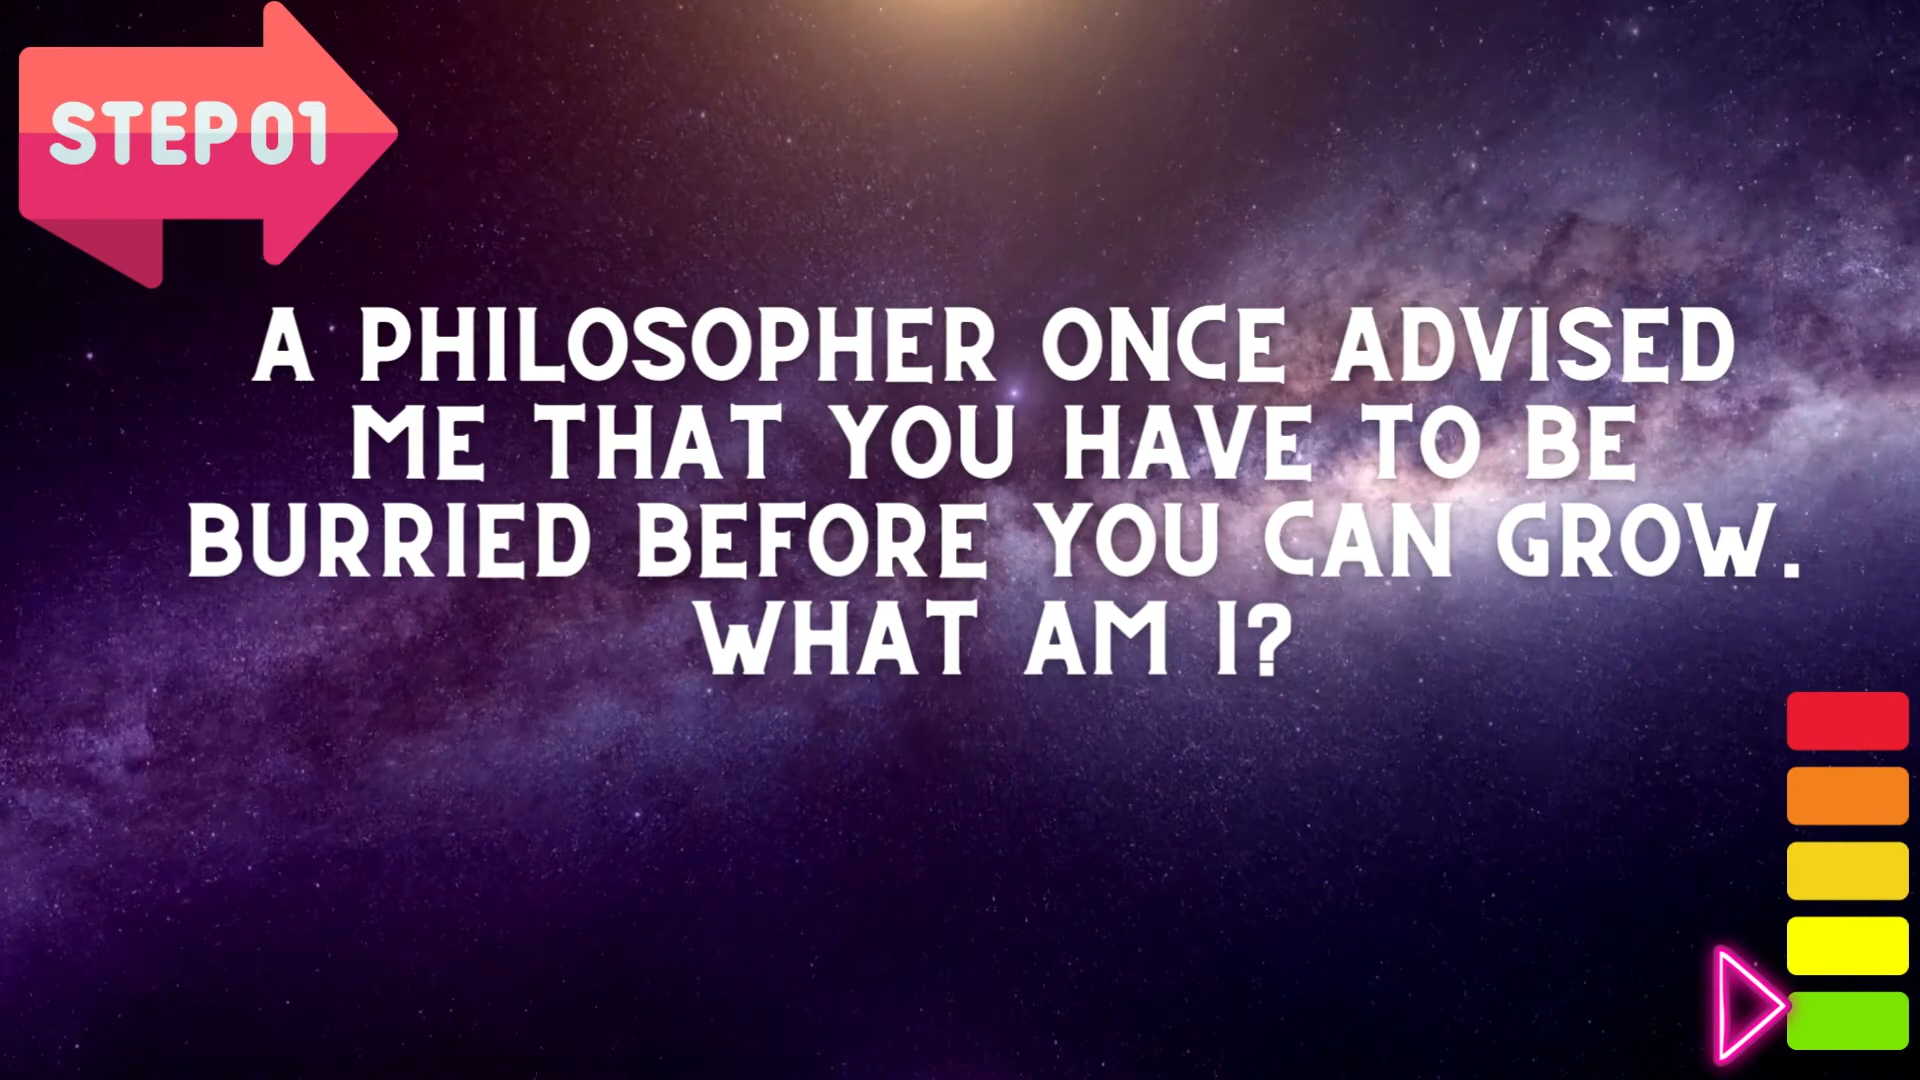 STEP 01
A PHILOSOPHER ONCE ADVISED
ME THAT YOU HAVE TO BE
BURRIED BEFORE YOU CAN GROW.
WHAT AM I?